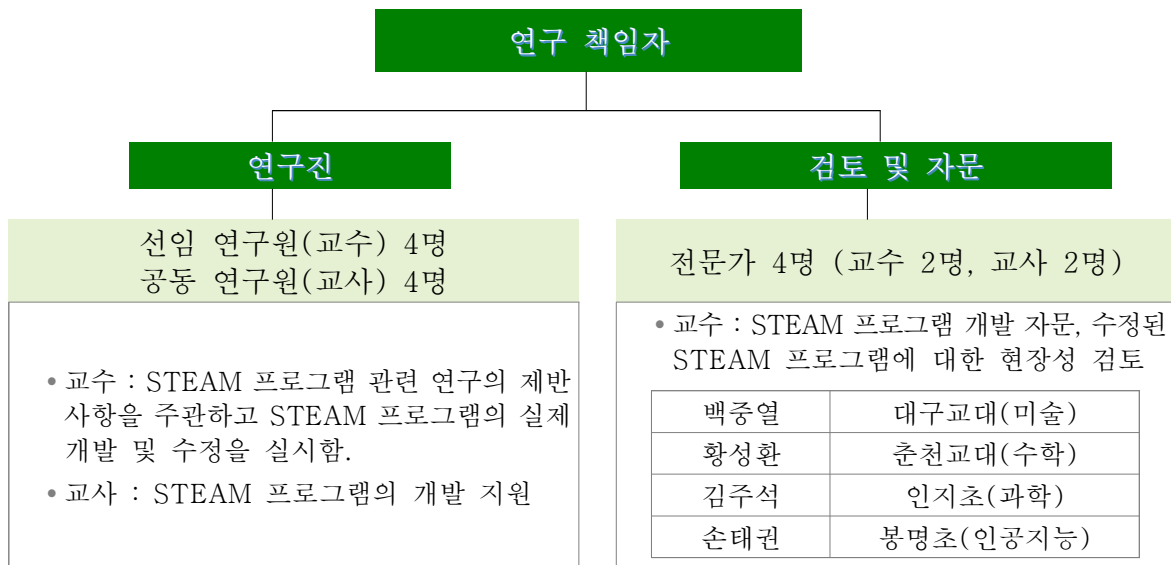 연구 책임자
연구진
검토 및 자문
선임 연구원(교수) 4명
공동 연구원(교사) 4명
전문가 4명 (교수 2명, 교사 2명)
• 교수 : STEAM 프로그램 관련 연구의 제반
사항을 주관하고 STEAM 프로그램의 실제
개발 및 수정을 실시함.
• 교사 : STEAM 프로그램의 개발 지원
• 교수 : STEAM 프로그램 개발 자문, 수정된
STEAM 프로그램에 대한 현장성 검토
백중열 대구교대(미술)
황성환 춘천교대(수학)
김주석 인지초(과학)
손태권 봉명초(인공지능)